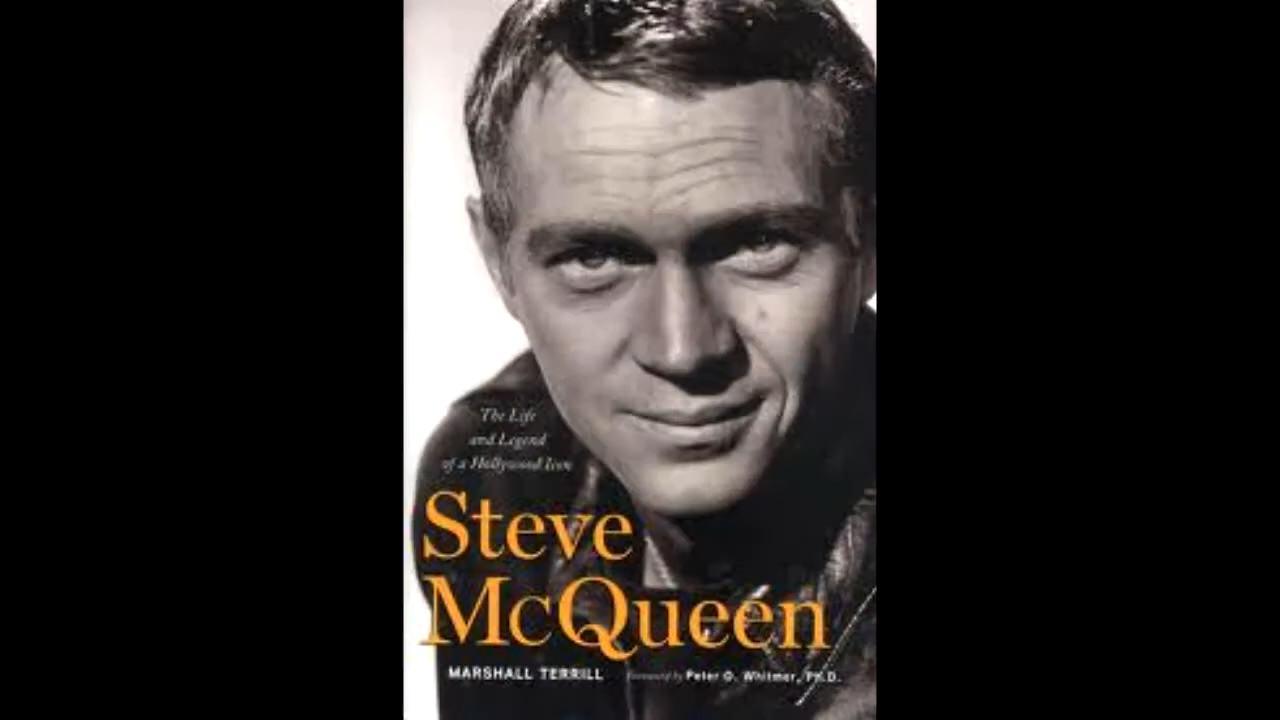 The Life
and Legend
of a Hollywood Icon
Steve
McQueen
MARSHALL TERRILL Foreword by Peter O. Whitmer, Ph.D.